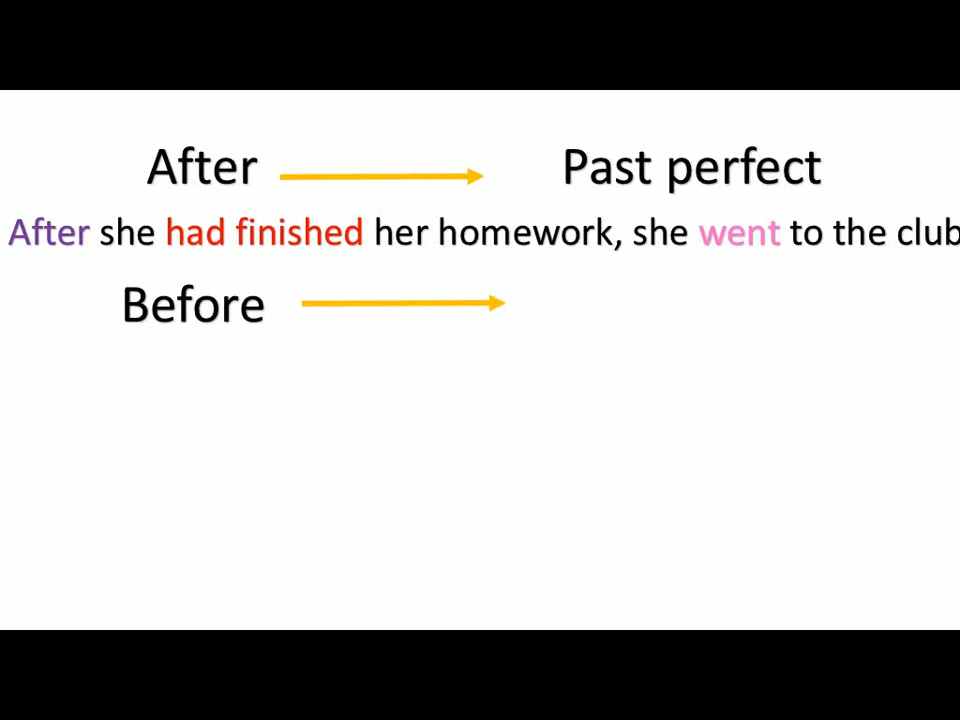 After Past perfect
After she had finished her homework, she went to the club
Before